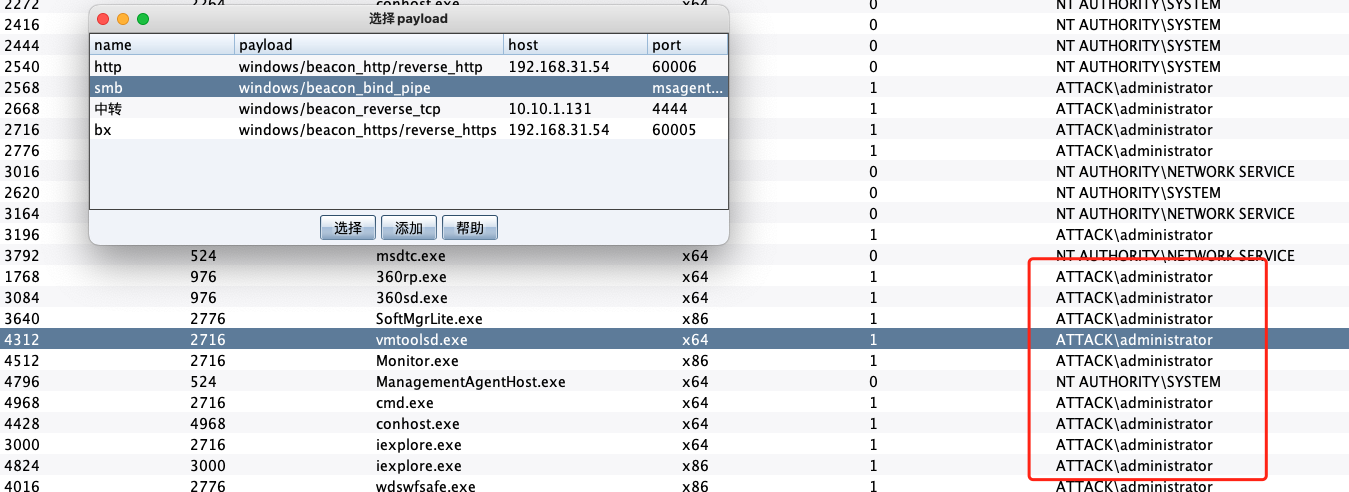 2272 2264 conhost.exe x64 0 NT AUTHORITY\SYSTEM
选择payload
2416 0 NT AUTHORITY\SYSTEM
name payload host port
2444 0 NT AUTHORITY\SYSTEM
http windows/beacon_http/reverse_http 192.168.31.54 60006
2540 0 NT AUTHORITY\SYSTEM
smb windows/beacon_bind_pipe msagent...
2568 1 ATTACK\administrator
中转 windows/beacon_reverse_tcp 10.10.1.131 4444
2668 0 NT AUTHORITY\SYSTEM
bx windows/beacon_https/reverse_https 192.168.31.54 60005
2716 1 ATTACK\administrator
2776 1 ATTACK\administrator
3016 0 NT AUTHORITY\NETWORK SERVICE
2620 0 NT AUTHORITY\SYSTEM
3164 0 NT AUTHORITY\NETWORK SERVICE
选择 添加 帮助
3196 1 ATTACK\administrator
3792 524 msdtc.exe x64 0 NT AUTHORITY\NETWORK SERVICE
1768 976 360rp.exe x64 1 ATTACK\administrator
3084 976 360sd.exe x64 1 ATTACK\administrator
3640 2776 SoftMgrLite.exe x86 1 ATTACK\administrator
4312 2716 vmtoolsd.exe x64 1 ATTACK\administrator
4512 2716 Monitor.exe x86 1 ATTACK\administrator
4796 524 ManagementAgentHost.exe x64 0 NT AUTHORITY\SYSTEM
4968 2716 cmd.exe x64 1 ATTACK\administrator
4428 4968 conhost.exe x64 1 ATTACK\administrator
3000 2716 iexplore.exe x64 1 ATTACK\administrator
4824 3000 iexplore.exe x86 1 ATTACK\administrator
4016 2776 wdswfsafe.exe x86 1 ATTACK\administrator